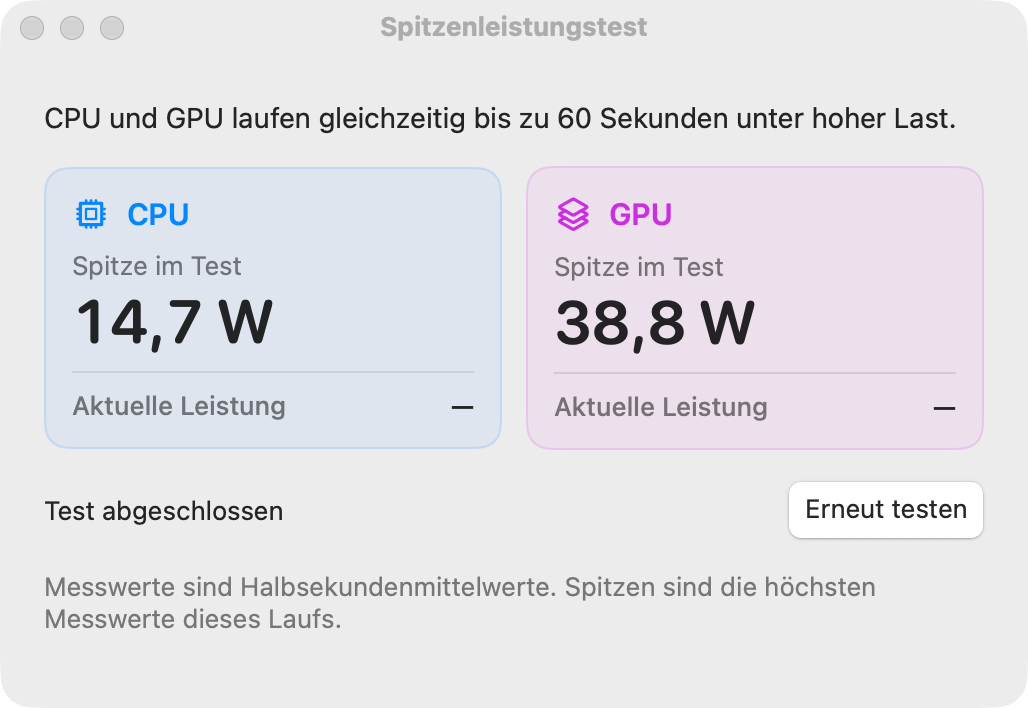 Spitzenleistungstest
CPU und GPU laufen gleichzeitig bis zu 60 Sekunden unter hoher Last.
CPU
Spitze im Test
14,7 W
Aktuelle Leistung —
GPU
Spitze im Test
38,8 W
Aktuelle Leistung —
Test abgeschlossen
Erneut testen
Messwerte sind Halbsekundenmittelwerte. Spitzen sind die höchsten
Messwerte dieses Laufs.